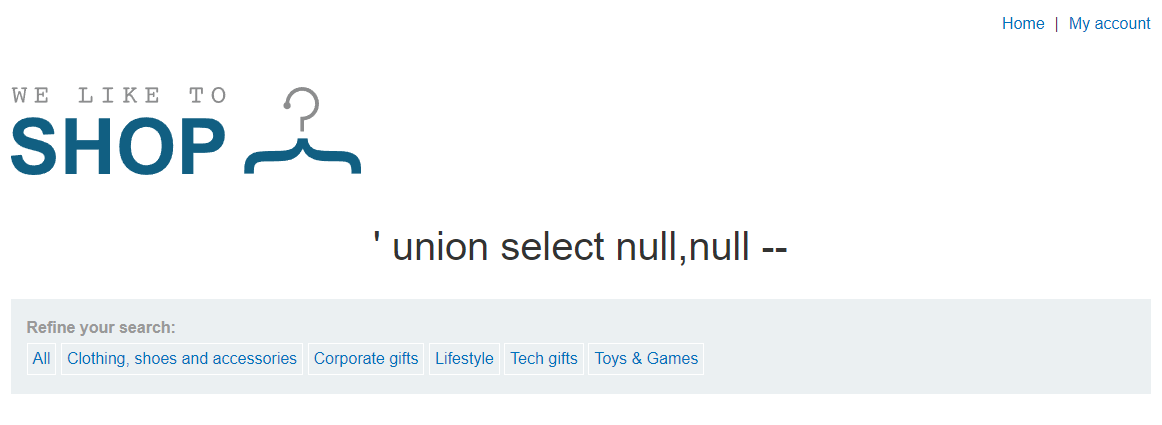 Home | My account
WE LIKE TO
SHOP
' union select null,null --
Refine your search:
All Clothing, shoes and accessories Corporate gifts Lifestyle Tech gifts Toys & Games